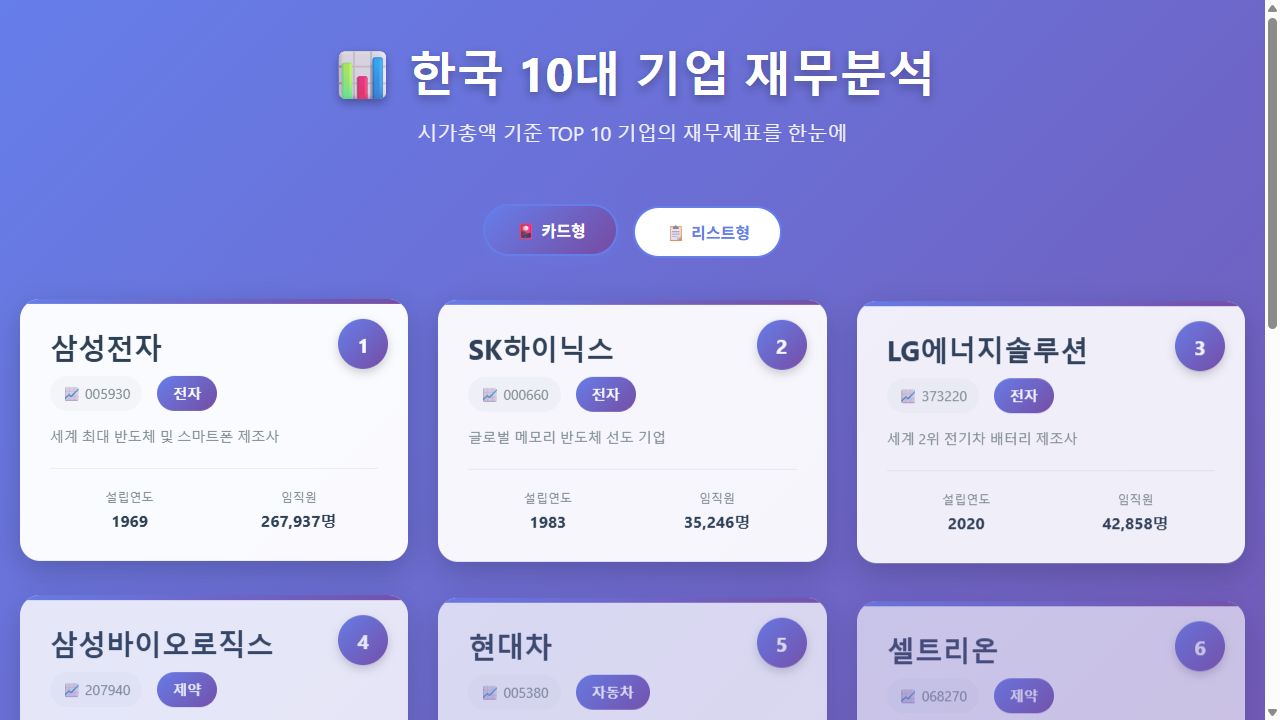 한국 10대 기업 재무분석
시가총액 기준 TOP 10 기업의 재무제표를 한눈에
카드형
리스트형
삼성전자
1
005930
전자
세계 최대 반도체 및 스마트폰 제조사
설립연도
임직원
1969
267,937명
SK하이닉스
2
000660
전자
글로벌 메모리 반도체 선도 기업
설립연도
임직원
1983
35,246명
LG에너지솔루션
3
373220
전자
세계 2위 전기차 배터리 제조사
설립연도
임직원
2020
42,858명
삼성바이오로직스
4
207940
제약
현대차
5
005380
자동차
셀트리온
6
068270
제약